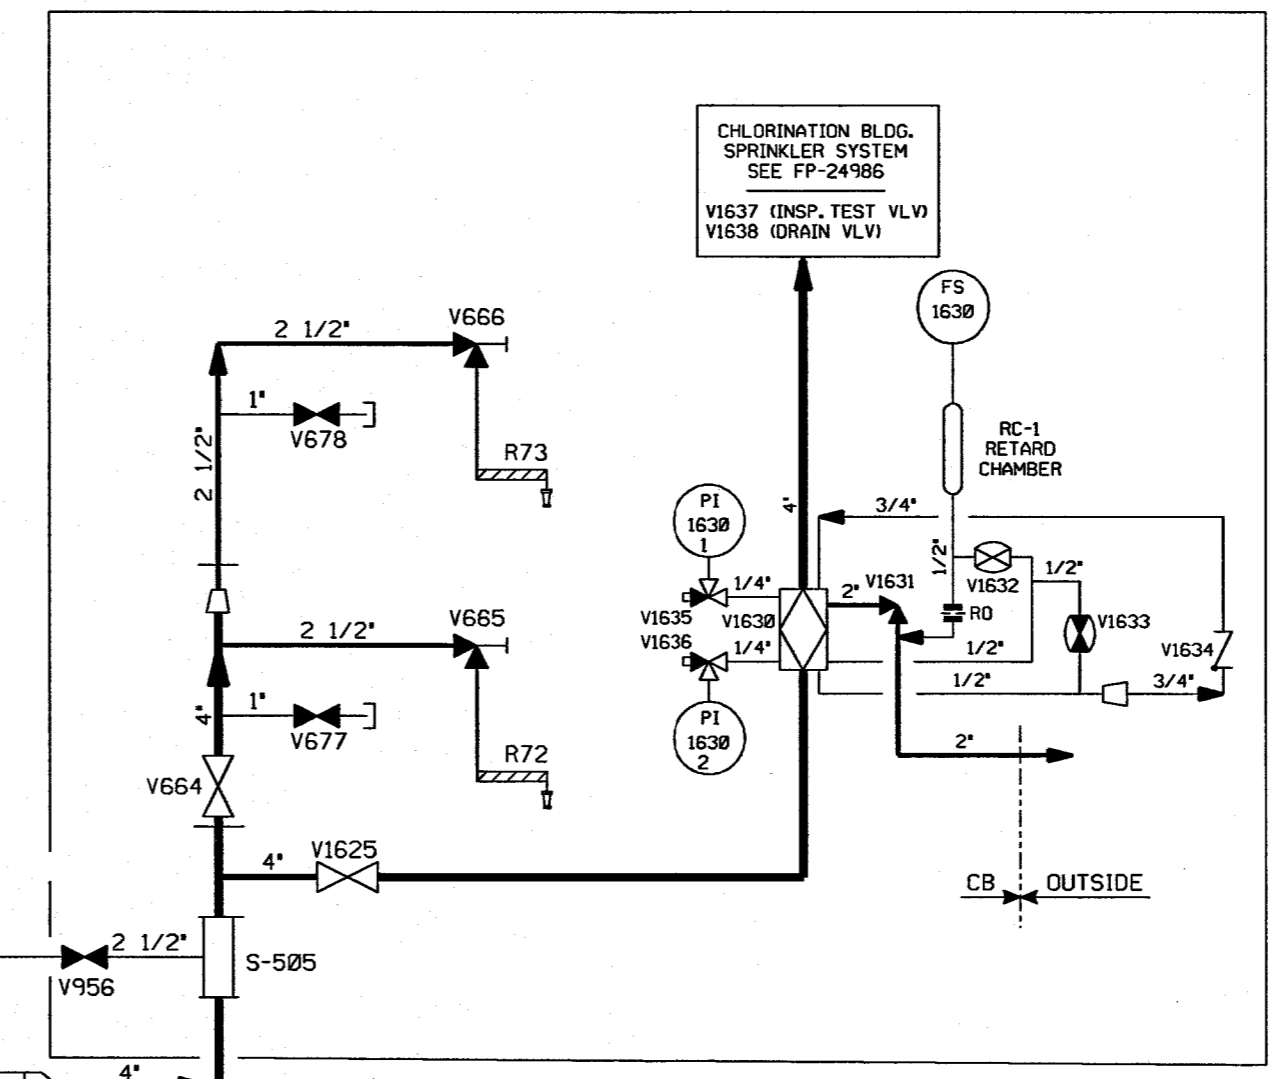 CHLORINATION BLDG.
SPRINKLER SYSTEM
SEE FP-24986
V1637 (INSP. TEST VLV)
V1638 (DRAIN VLV)
FS
1630
2 1/2"
V666
1"
V678
2 1/2"
R73
RC-1
RETARD
CHAMBER
PI
1630
1
4"
3/4"
1/2"
V1632
1/2"
1/4"
V1635
V1630
2"
V1631
RO
V1633
V1636
1/4"
1/2"
V1634
2 1/2"
V665
1/2"
3/4"
1"
V677
4"
PI
1630
2
R72
2"
V664
4"
V1625
CB
OUTSIDE
2 1/2"
V956
S-505
4"